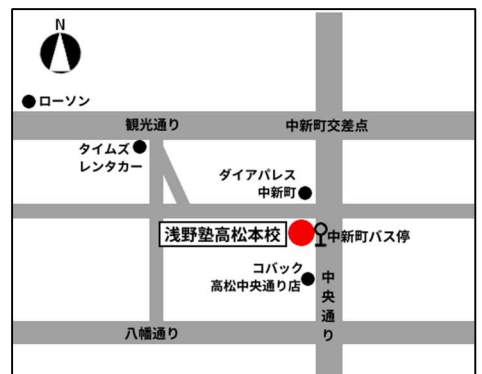 N
ローソン
観光通り
中新町交差点
タイムズ
レンタカー
ダイアパレス
中新町
浅野塾高松本校
中新町バス停
コバック
高松中央通り店
中央通り
八幡通り